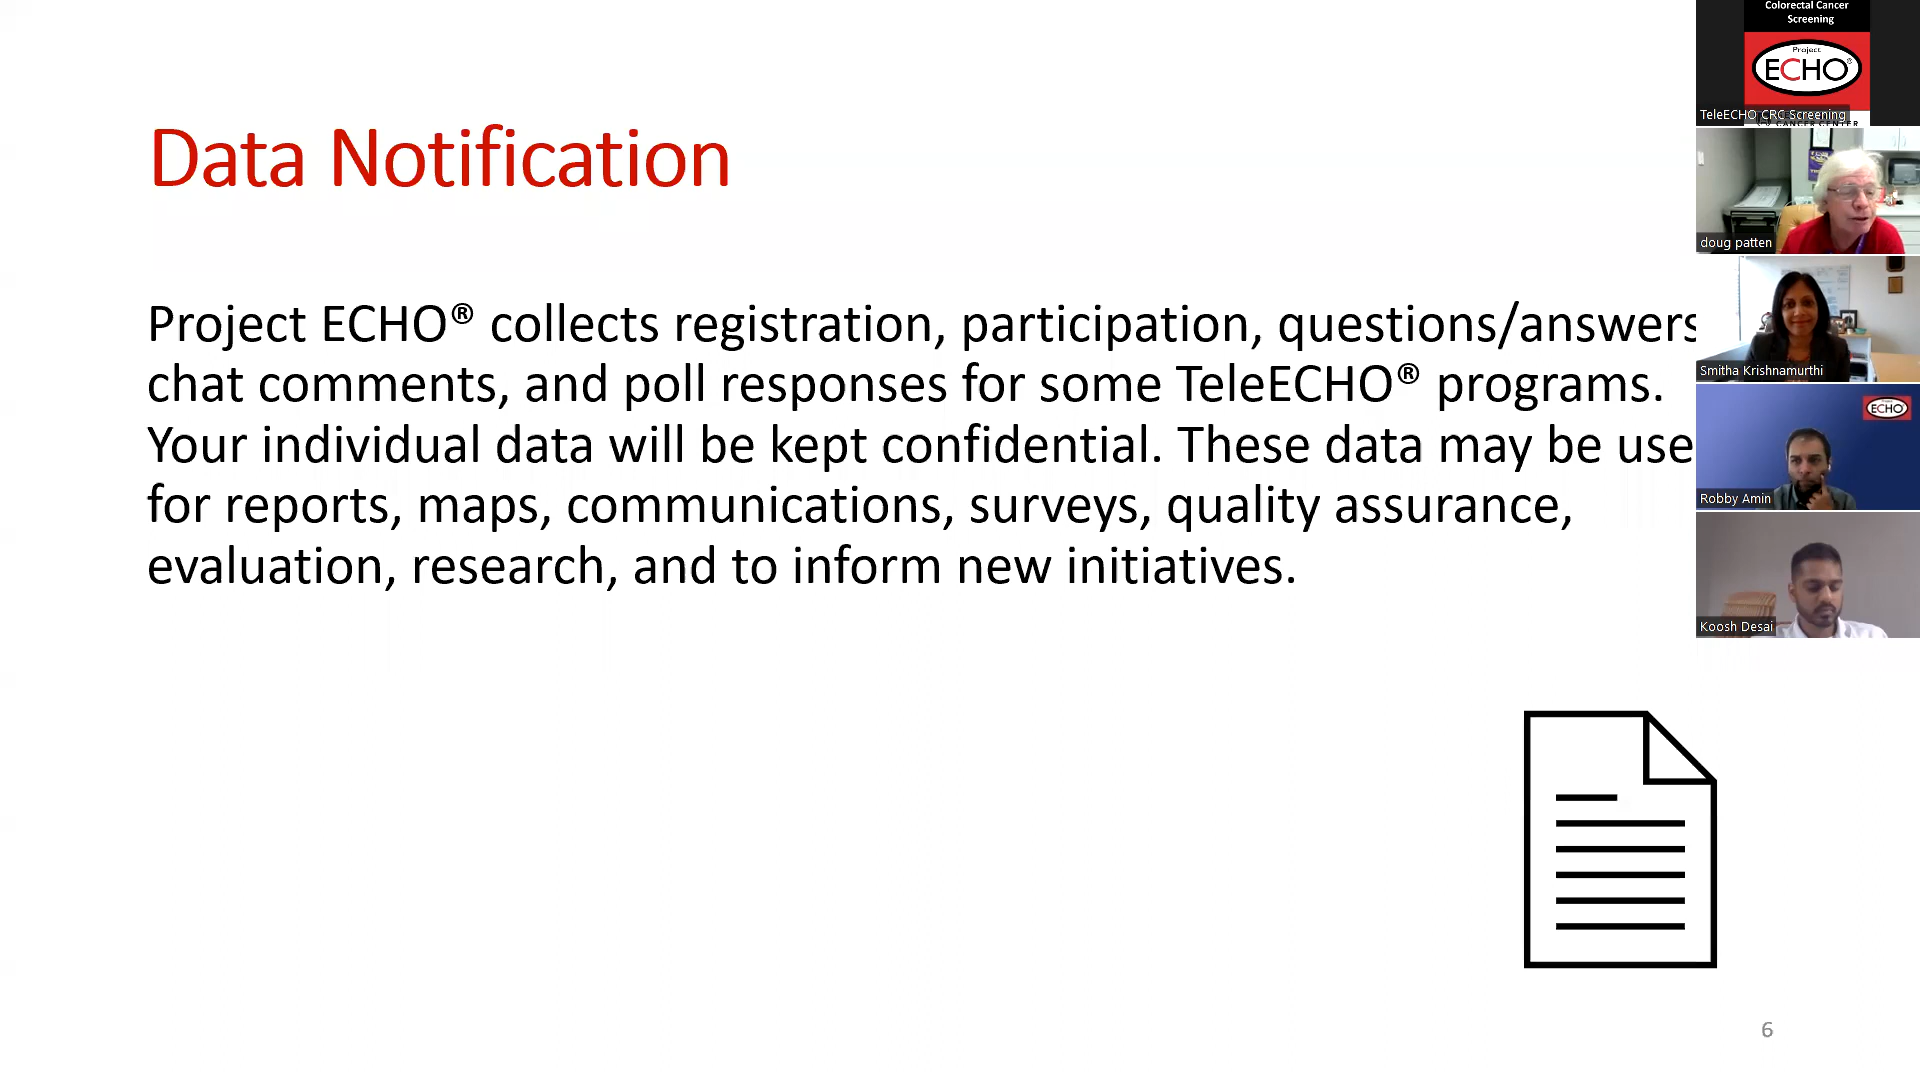 Data Notification
Project ECHO® collects registration, participation, questions/answers
chat comments, and poll responses for some TeleECHO® programs.
Your individual data will be kept confidential. These data may be use
for reports, maps, communications, surveys, quality assurance,
evaluation, research, and to inform new initiatives.
6
Colorectal Cancer
Screening
Project
ECHO®
TeleECHO CRC Screening
CANCER CENTER
doug patten
Smitha Krishnamurthi
ECHO
Robby Amin
Koosh Desai